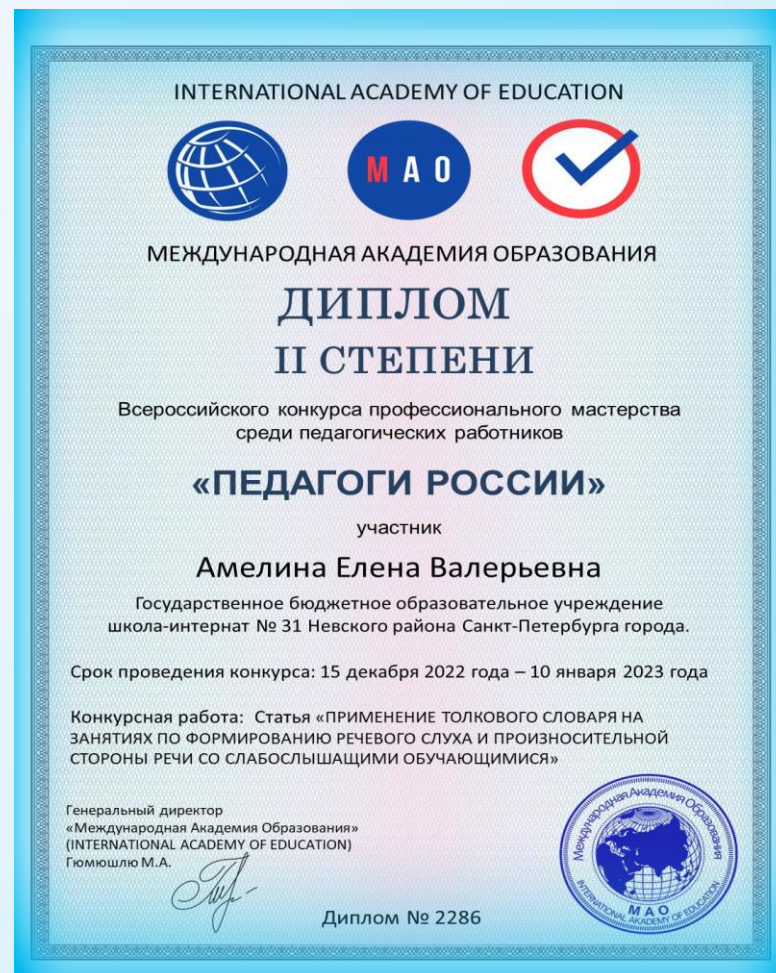 INTERNATIONAL ACADEMY OF EDUCATION
МАО
МЕЖДУНАРОДНАЯ АКАДЕМИЯ ОБРАЗОВАНИЯ
ДИПЛОМ
II СТЕПЕНИ
Всероссийского конкурса профессионального мастерства
среди педагогических работников
«ПЕДАГОГИ РОССИИ»
участник
Амелина Елена Валерьевна
Государственное бюджетное образовательное учреждение
школа-интернат № 31 Невского района Санкт-Петербурга города.
Срок проведения конкурса: 15 декабря 2022 года – 10 января 2023 года
Конкурсная работа: Статья «ПРИМЕНЕНИЕ ТОЛКОВОГО СЛОВАРЯ НА
ЗАНЯТИЯХ ПО ФОРМИРОВАНИЮ РЕЧЕВОГО СЛУХА И ПРОИЗНОСИТЕЛЬНОЙ
СТОРОНЫ РЕЧИ СО СЛАБОСЛЫШАЩИМИ ОБУЧАЮЩИМИСЯ»
Генеральный директор
«Международная Академия Образования»
(INTERNATIONAL ACADEMY OF EDUCATION)
Гюмюшлю М.А.
Международная Академия Образования
INTERNATIONAL ACADEMY OF EDUCATION
МАО
Диплом № 2286